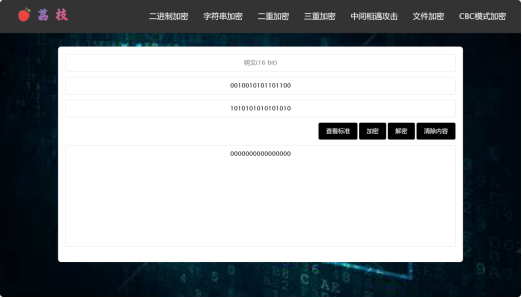 荔枝
二进制加密 字符串加密 二重加密 三重加密 中间相遇攻击 文件加密 CBC模式加密
明文(16 bit)
0010010101101100
1010101010101010
查看标准 加密 解密 清除内容
0000000000000000